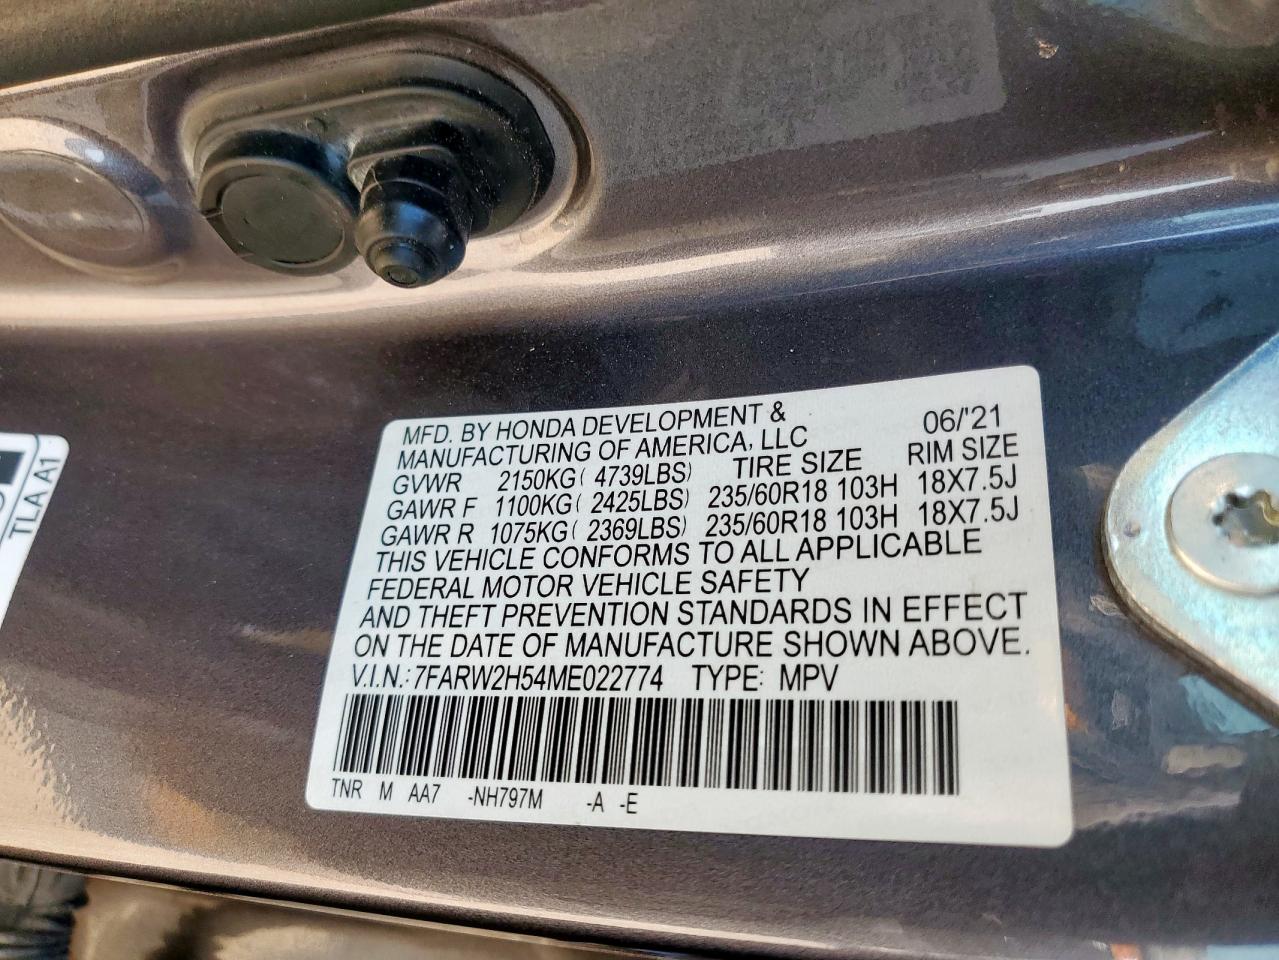 MFD. BY HONDA DEVELOPMENT &
MANUFACTURING OF AMERICA, LLC 06/'21
GVWR 2150KG( 4739LBS) TIRE SIZE RIM SIZE
GAWR F 1100KG( 2425LBS) 235/60R18 103H 18X7.5J
GAWR R 1075KG( 2369LBS) 235/60R18 103H 18X7.5J
THIS VEHICLE CONFORMS TO ALL APPLICABLE
FEDERAL MOTOR VEHICLE SAFETY
AND THEFT PREVENTION STANDARDS IN EFFECT
ON THE DATE OF MANUFACTURE SHOWN ABOVE.
V.I.N.: 7FARW2H54ME022774 TYPE: MPV
TNR M AA7 -NH797M -A -E
TLA A1